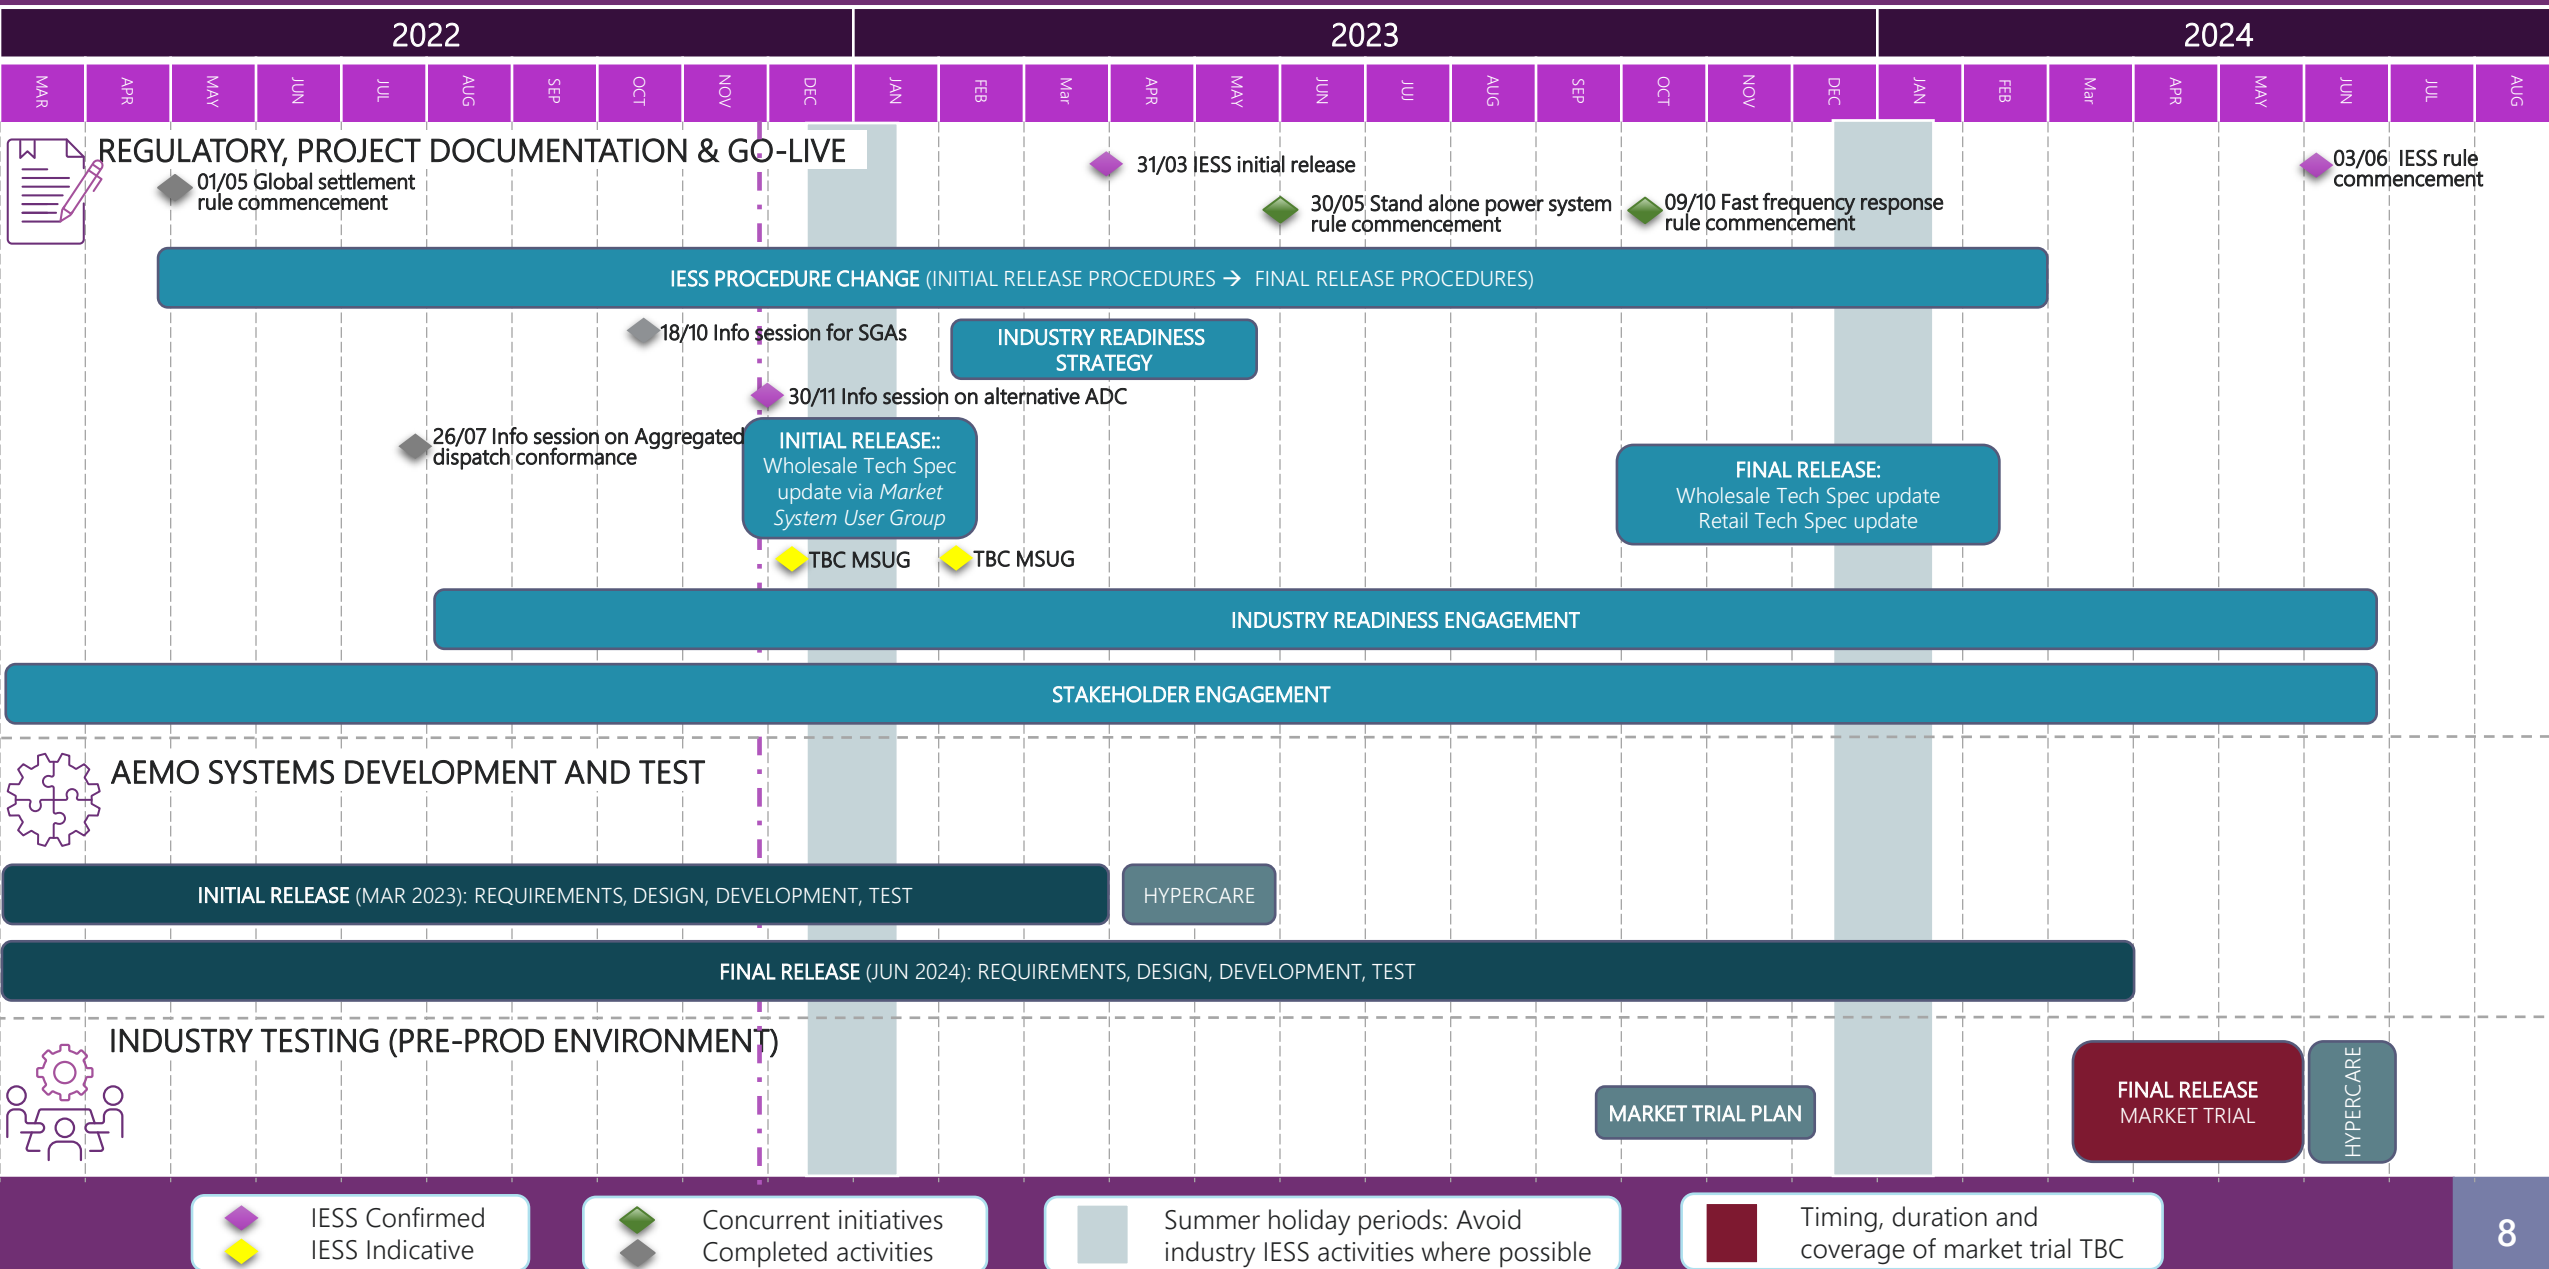 2022
2023
2024
MAR
APR
MAY
JUN
JUL
AUG
SEP
OCT
NOV
DEC
JAN
FEB
Mar
APR
MAY
JUN
JUJ
AUG
SEP
OCT
NOV
DEC
JAN
FEB
Mar
APR
MAY
JUN
JUL
AUG
REGULATORY, PROJECT DOCUMENTATION & GO-LIVE
01/05 Global settlement
rule commencement
31/03 IESS initial release
30/05 Stand alone power system
rule commencement
09/10 Fast frequency response
rule commencement
03/06 IESS rule
commencement
IESS PROCEDURE CHANGE (INITIAL RELEASE PROCEDURES → FINAL RELEASE PROCEDURES)
18/10 Info session for SGAs
INDUSTRY READINESS
STRATEGY
30/11 Info session on alternative ADC
26/07 Info session on Aggregated
dispatch conformance
INITIAL RELEASE::
Wholesale Tech Spec
update via Market
System User Group
FINAL RELEASE:
Wholesale Tech Spec update
Retail Tech Spec update
TBC MSUG
TBC MSUG
INDUSTRY READINESS ENGAGEMENT
STAKEHOLDER ENGAGEMENT
AEMO SYSTEMS DEVELOPMENT AND TEST
INITIAL RELEASE (MAR 2023): REQUIREMENTS, DESIGN, DEVELOPMENT, TEST
HYPERCARE
FINAL RELEASE (JUN 2024): REQUIREMENTS, DESIGN, DEVELOPMENT, TEST
INDUSTRY TESTING (PRE-PROD ENVIRONMENT)
MARKET TRIAL PLAN
FINAL RELEASE
MARKET TRIAL
HYPERCARE
IESS Confirmed
IESS Indicative
Concurrent initiatives
Completed activities
Summer holiday periods: Avoid
industry IESS activities where possible
Timing, duration and
coverage of market trial TBC
8